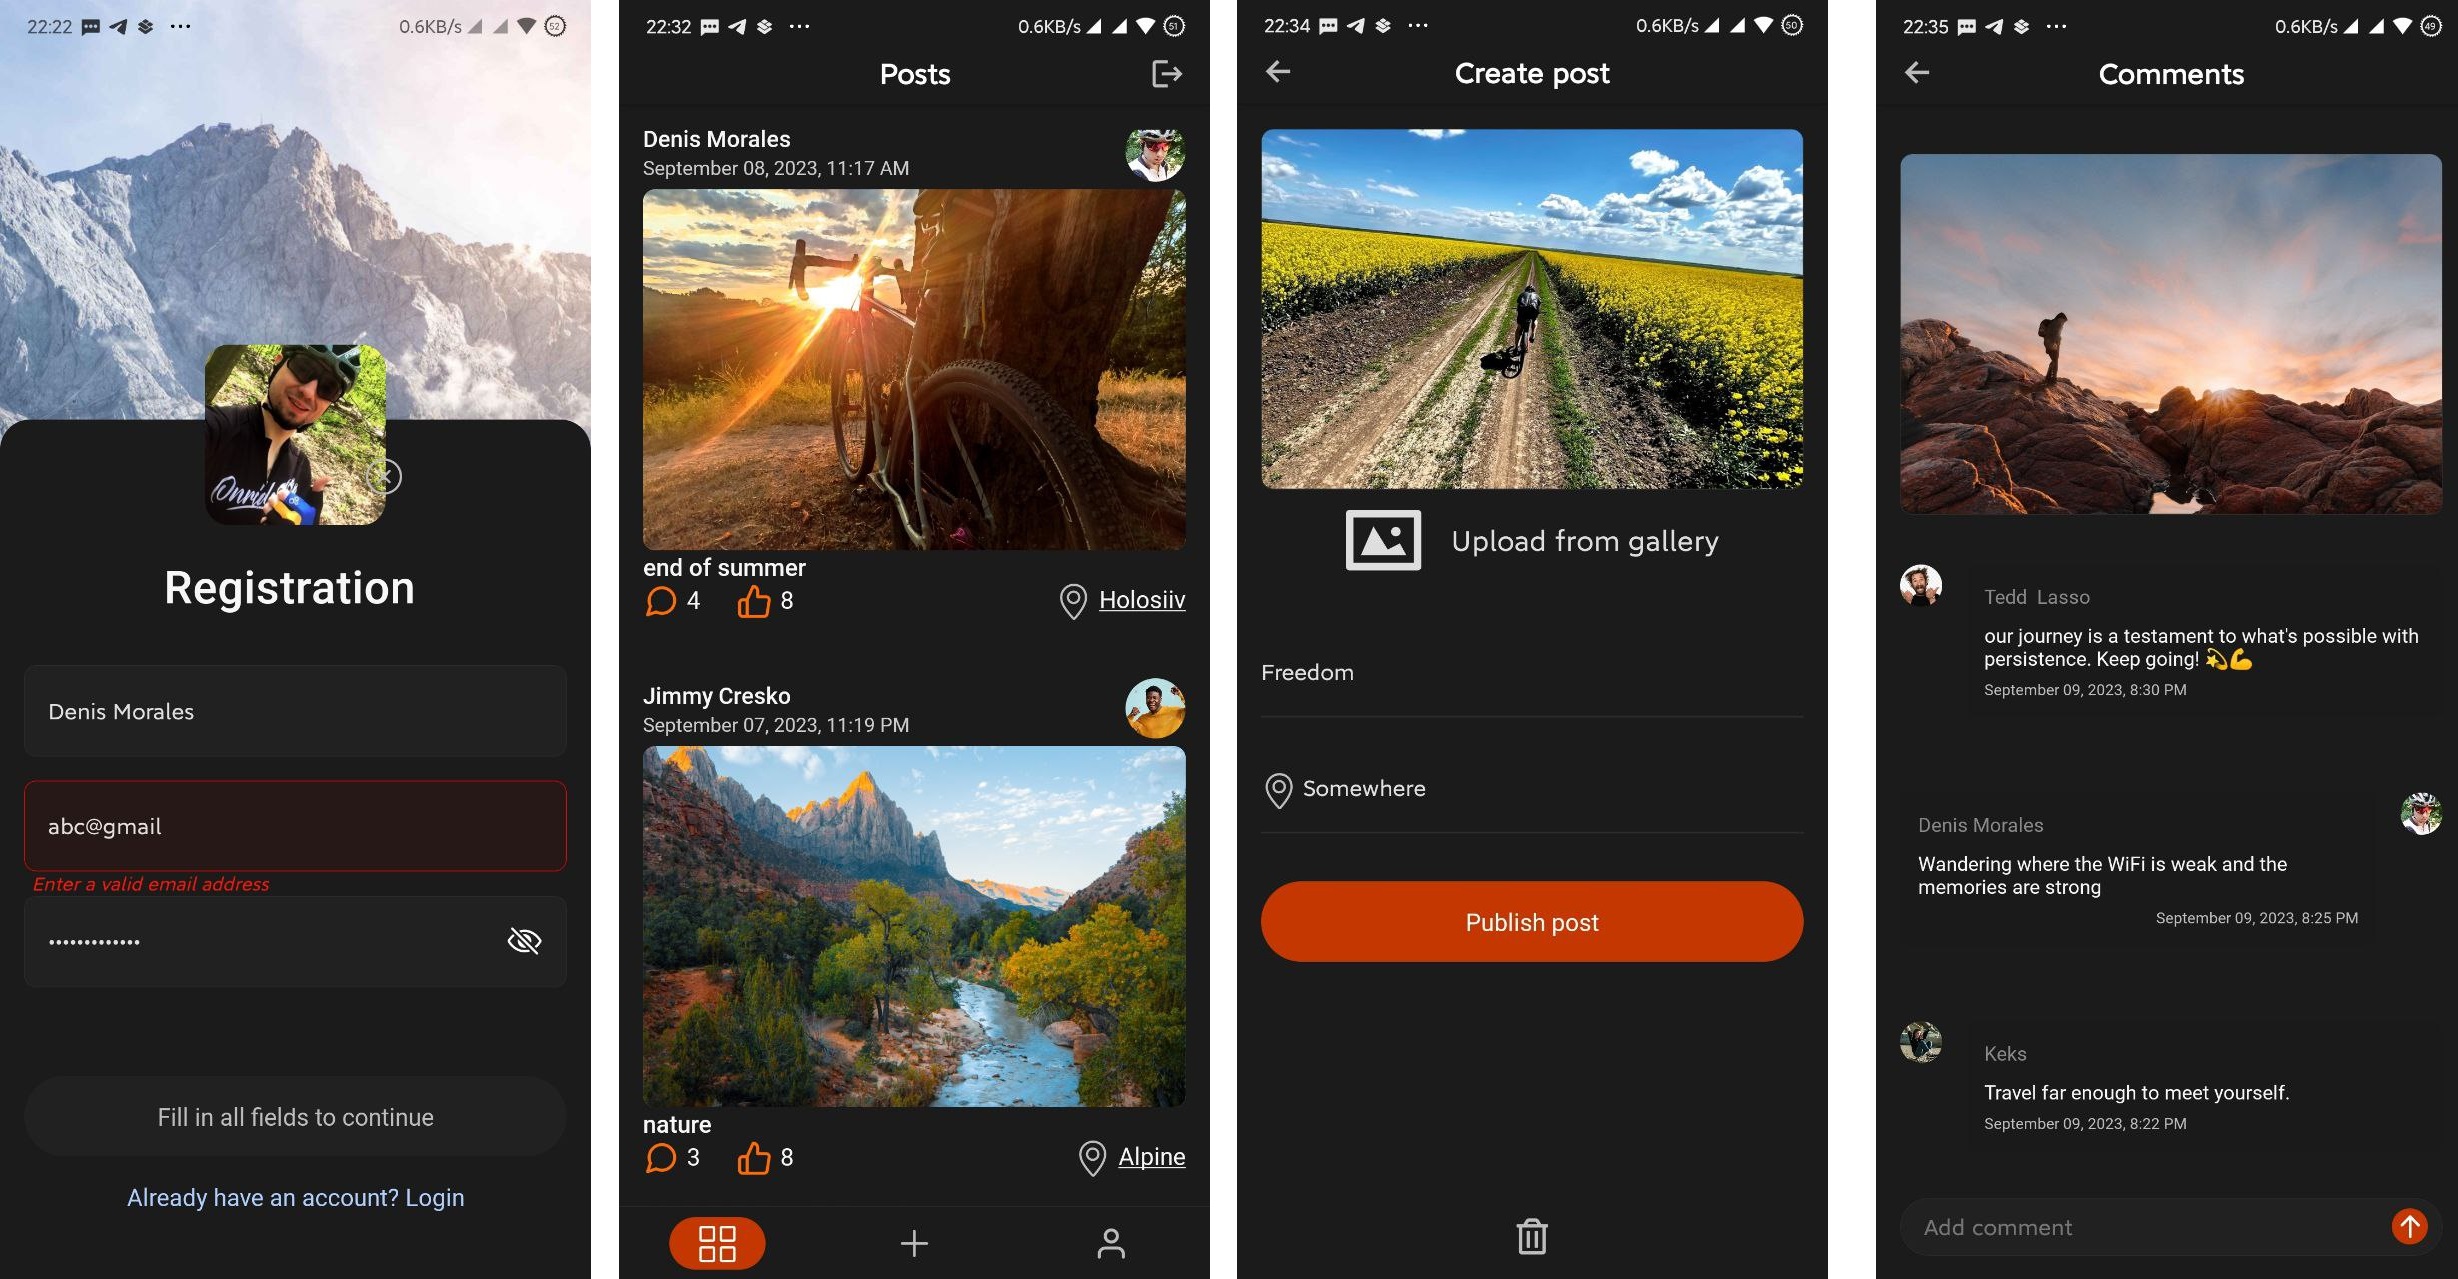 22:22
0.6KB/s
52
Onrid
Registration
Denis Morales
abc@gmail
Enter a valid email address
Fill in all fields to continue
Already have an account? Login
22:32
0.6KB/s
51
Posts
Denis Morales
September 08, 2023, 11:17 AM
end of summer
4
8
Holosiiv
Jimmy Cresko
September 07, 2023, 11:19 PM
nature
3
8
Alpine
22:34
0.6KB/s
50
Create post
Upload from gallery
Freedom
Somewhere
Publish post
22:35
0.6KB/s
49
Comments
Tedd Lasso
our journey is a testament to what's possible with
persistence. Keep going! 💫💪
September 09, 2023, 8:30 PM
Denis Morales
Wandering where the WiFi is weak and the
memories are strong
September 09, 2023, 8:25 PM
Keks
Travel far enough to meet yourself.
September 09, 2023, 8:22 PM
Add comment